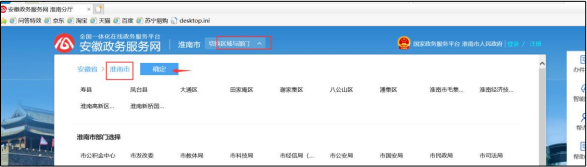 安徽政务服务网 淮南分厅
问答特效 京东 淘宝 天猫 百度 苏宁易购 desktop.ini
全国一体化在线政务服务平台
安徽政务服务网 淮南市 切换区域与部门
国家政务服务平台 淮南市人民政府 登录 / 注册
安徽省 > 淮南市 确定
寿县 凤台县 大通区 田家庵区 谢家集区 八公山区 潘集区 淮南市毛集... 淮南经济技...
淮南高新区... 淮南新桥国...
淮南市部门选择
市公积金中心 市发改委 市教体局 市科技局 市经信局（... 市公安局 市国安局 市民政局 市司法局
办件
智能